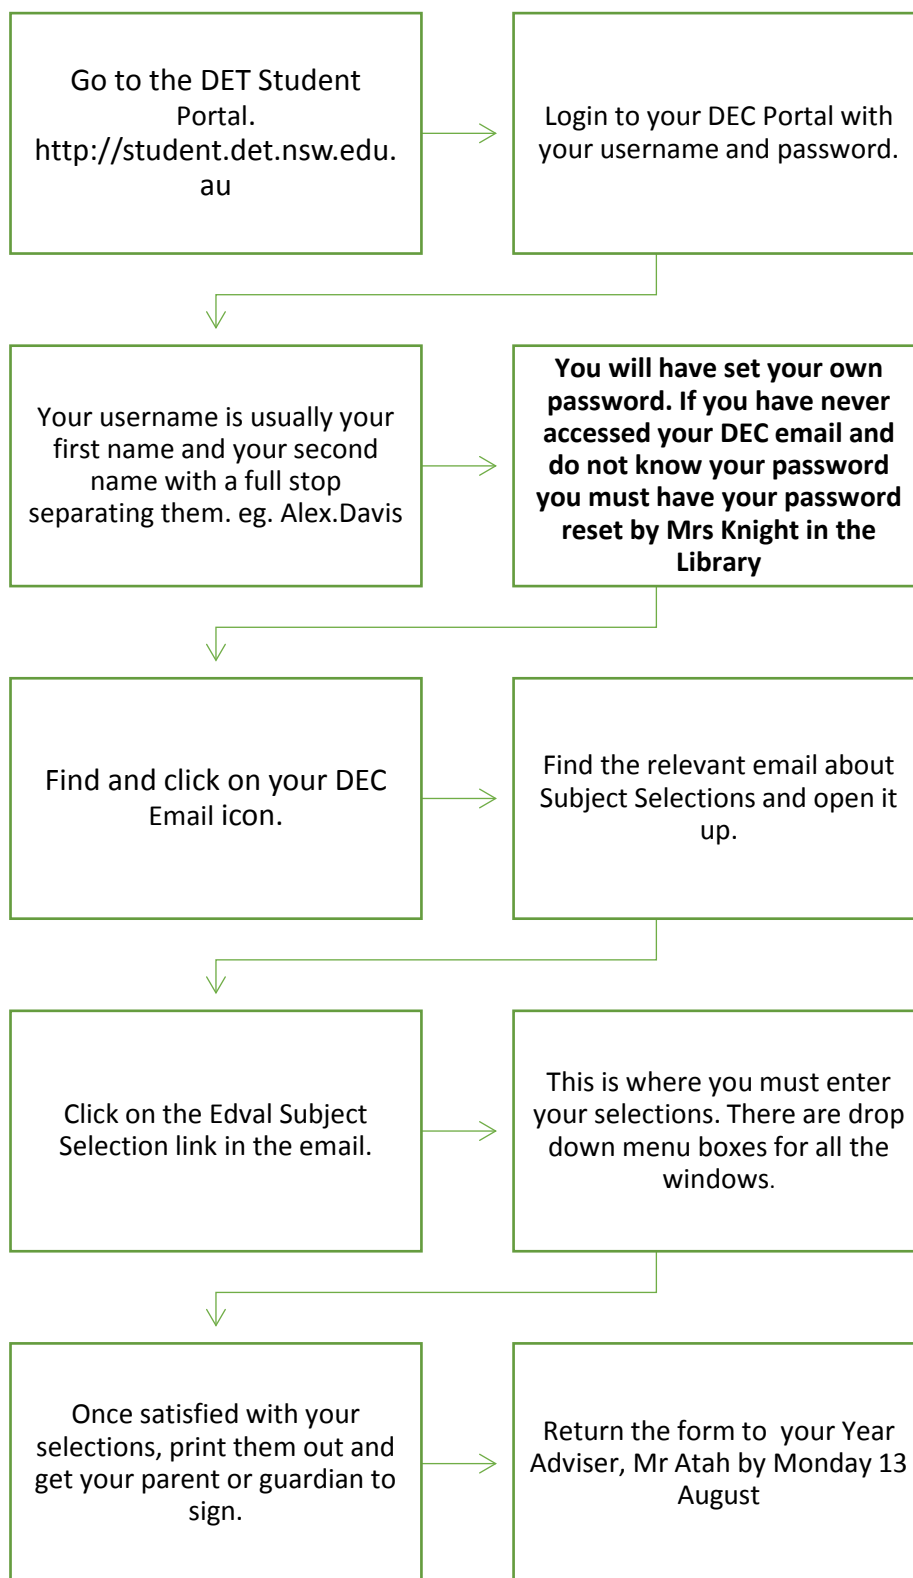 Go to the DET Student
Portal.
http://student.det.nsw.edu.
au
Login to your DEC Portal with
your username and password.
Your username is usually your
first name and your second
name with a full stop
separating them. eg. Alex.Davis
You will have set your own
password. If you have never
accessed your DEC email and
do not know your password
you must have your password
reset by Mrs Knight in the
Library
Find and click on your DEC
Email icon.
Find the relevant email about
Subject Selections and open it
up.
Click on the Edval Subject
Selection link in the email.
This is where you must enter
your selections. There are drop
down menu boxes for all the
windows.
Once satisfied with your
selections, print them out and
get your parent or guardian to
sign.
Return the form to  your Year
Adviser, Mr Atah by Monday 13
August